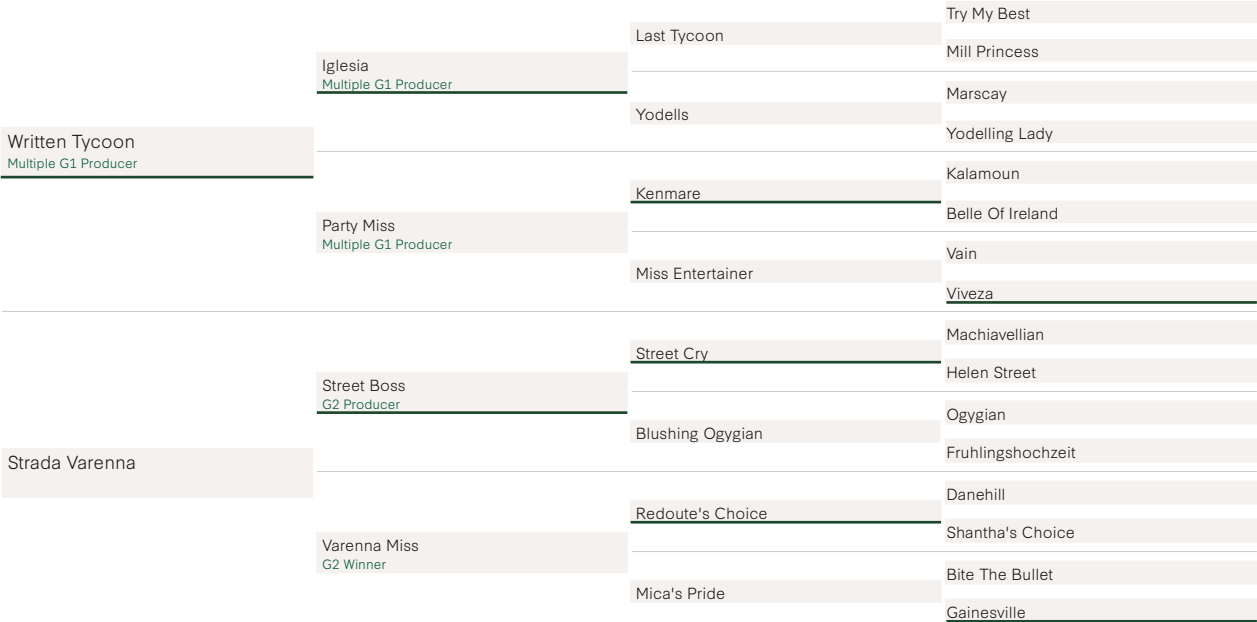 Written Tycoon
Multiple G1 Producer
Strada Varenna
Iglesia
Multiple G1 Producer
Party Miss
Multiple G1 Producer
Street Boss
G2 Producer
Varenna Miss
G2 Winner
Last Tycoon
Yodells
Kenmare
Miss Entertainer
Street Cry
Blushing Ogygian
Redoute's Choice
Mica's Pride
Try My Best
Mill Princess
Marscay
Yodelling Lady
Kalamoun
Belle Of Ireland
Vain
Viveza
Machiavellian
Helen Street
Ogygian
Fruhlingshochzeit
Danehill
Shantha's Choice
Bite The Bullet
Gainesville